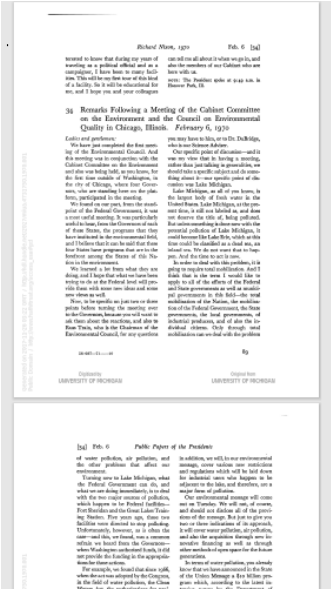 Richard Nixon, 1970 Feb. 6 [34]
tened to know that during my years of
traveling as a political official and as a
campaigner, I have been to many facili-
ties. This will be my first tour of this kind
of a facility. So it will be educational for
me, and I hope you and your colleagues
can tell me all about it when we go in, and
also the members of our Cabinet who are
here with us.
NOTE: The President spoke at 9:45 a.m. in
Hanover Park, Ill.
34 Remarks Following a Meeting of the Cabinet Committee
on the Environment and the Council on Environmental
Quality in Chicago, Illinois. February 6, 1970
Ladies and gentlemen:
We have just completed the first meet-
ing of the Environmental Council. And
this meeting was in conjunction with the
Cabinet Committee on the Environment
and also was being held, as you know, for
the first time outside of Washington, in
the city of Chicago, where four Gover-
nors, who are standing here on the plat-
form, participated in the meeting.
We found on our part, from the stand-
point of the Federal Government, it was
a most useful meeting. It was particularly
useful to hear, from the Governors of each
of these States, the programs that they
have instituted in the environmental field,
and I believe that it can be said that these
four States have programs that are in the
forefront among the States of this Na-
tion in the environment.
We learned a lot from what they are
doing, and I hope that what we have been
trying to do at the Federal level will pro-
vide them with some new ideas and some
new views as well.
Now, to be specific on just two or three
points before turning the meeting over
to the Governors, because you will want to
ask them about the reactions, and also to
Russ Train, who is the Chairman of the
Environmental Council, for any questions
you may have to him, or to Dr. DuBridge,
who is our Science Adviser.
Our specific point of discussion—and it
was my view that in having a meeting,
rather than just talking in generalities, we
should take a specific subject and do some-
thing about it—our specific point of dis-
cussion was Lake Michigan.
Lake Michigan, as all of you know, is
the largest body of fresh water in the
United States. Lake Michigan, at the pres-
ent time, is still not blasted as, and does
not deserve the title of, being polluted.
But unless something is done now with the
potential pollution of Lake Michigan, it
could become like Lake Erie, which at this
time could be classified as a dead sea, an
inland sea. We do not want that to hap-
pen. And the time to act is now.
In order to deal with this problem, it is
going to require total mobilization. And I
think that is the term I would like to
apply to all of the efforts of the Federal
and State governments as well as munici-
pal governments in this field—the total
mobilization of the Nation, the mobiliza-
tion of the Federal Government, the State
governments, the local governments, of
industrial producers, and of also the in-
dividual citizens. Only through total
mobilization can we deal with the problem
83
Digitized by
UNIVERSITY OF MICHIGAN
Original from
UNIVERSITY OF MICHIGAN
[34] Feb. 6 Public Papers of the Presidents
of water pollution, air pollution, and
the other problems that affect our
environment.
Turning now to Lake Michigan, what
the Federal Government can do, and
what we are doing immediately, is to deal
with the two major sources of pollution,
which happen to be Federal facilities—
Fort Sheridan and the Great Lakes Train-
ing Station. Five years ago, these two
facilities were directed to stop polluting.
Unfortunately, however, as is often the
case—and this, we found, was a common
refrain we heard from the Governors—
when Washington authorized funds, it did
not provide the funding in the appropria-
tions for these actions.
For example, we found that since 1966,
when the act was adopted by the Congress,
in the field of water pollution, the Clean
in addition, we will, in our environmental
message, cover various new restrictions
and regulations which will be laid down
for industrial users who happen to be
adjacent to the lake, and therefore, are a
major form of pollution.
Our environmental message will come
out on Tuesday. We will not, of course,
and should not disclose all of the provi-
sions of the message. But just to give you
two or three indications of its approach,
it will cover water pollution, air pollution,
and also the acquisition through new in-
novative financing as well as through
other methods of open space for the future
generations.
In terms of water pollution, you already
know that we have announced in the State
of the Union Message a $10 billion pro-
gram which, according to the latest in-